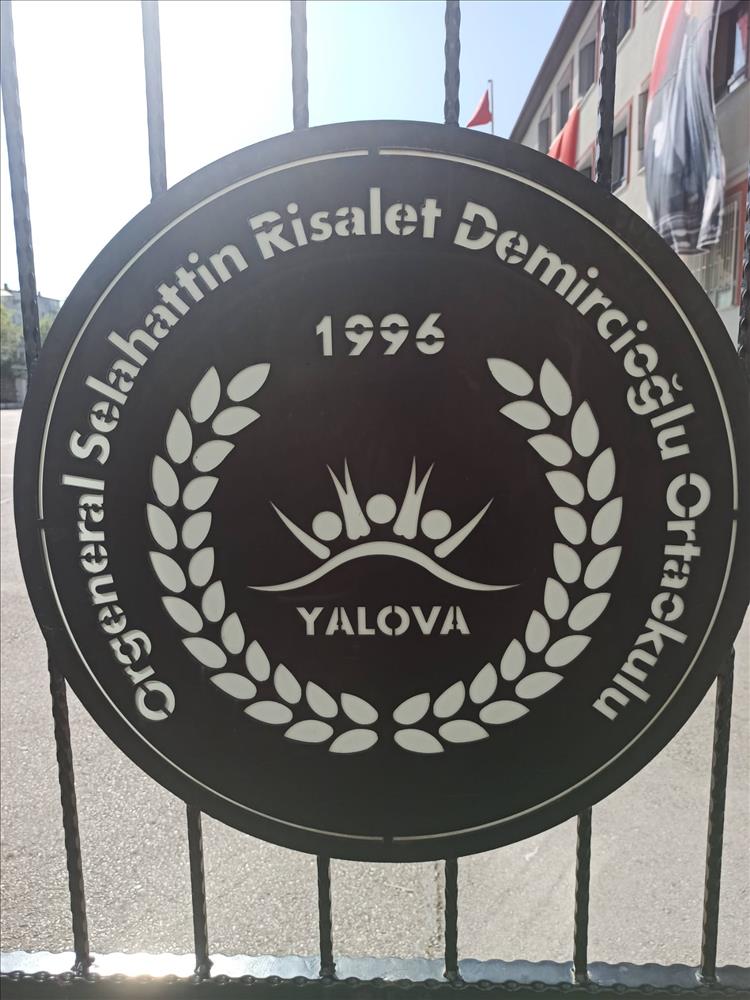 Orgeneral Selahattin Risalet Demircioğlu Ortaokulu
1996
YALOVA